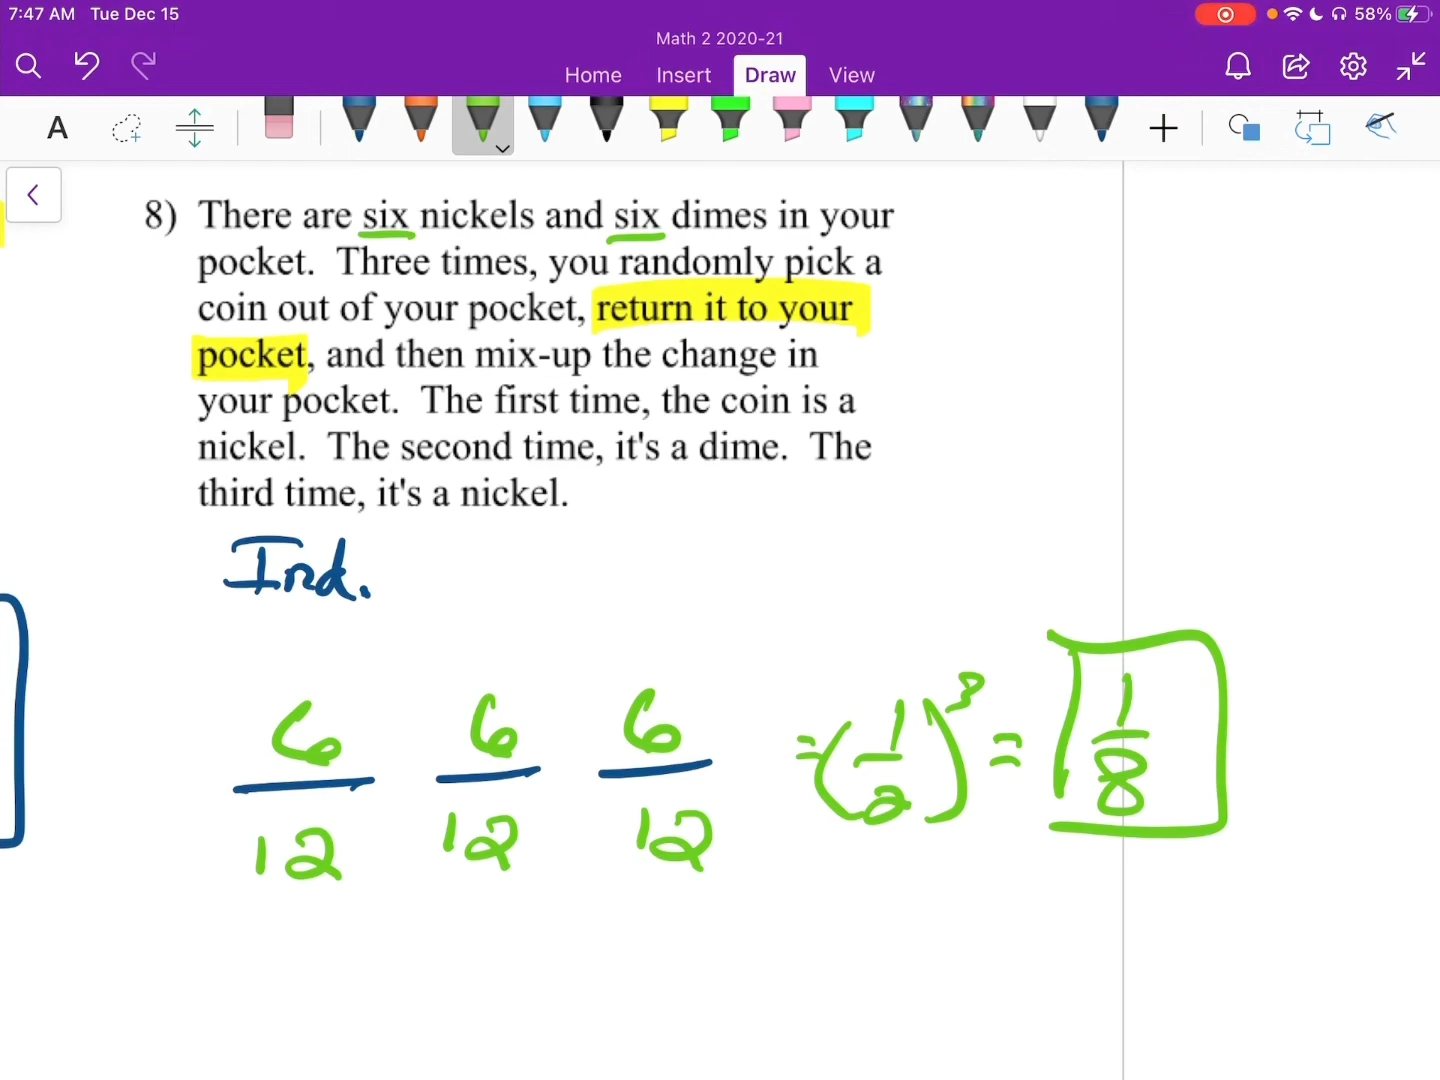 7:47 AM Tue Dec 15
58%
Math 2 2020-21
Home Insert Draw View
A
8) There are six nickels and six dimes in your
pocket. Three times, you randomly pick a
coin out of your pocket, return it to your
pocket, and then mix-up the change in
your pocket. The first time, the coin is a
nickel. The second time, it's a dime. The
third time, it's a nickel.
Ind.
6/12 6/12 6/12 =(1/2)³ = 1/8